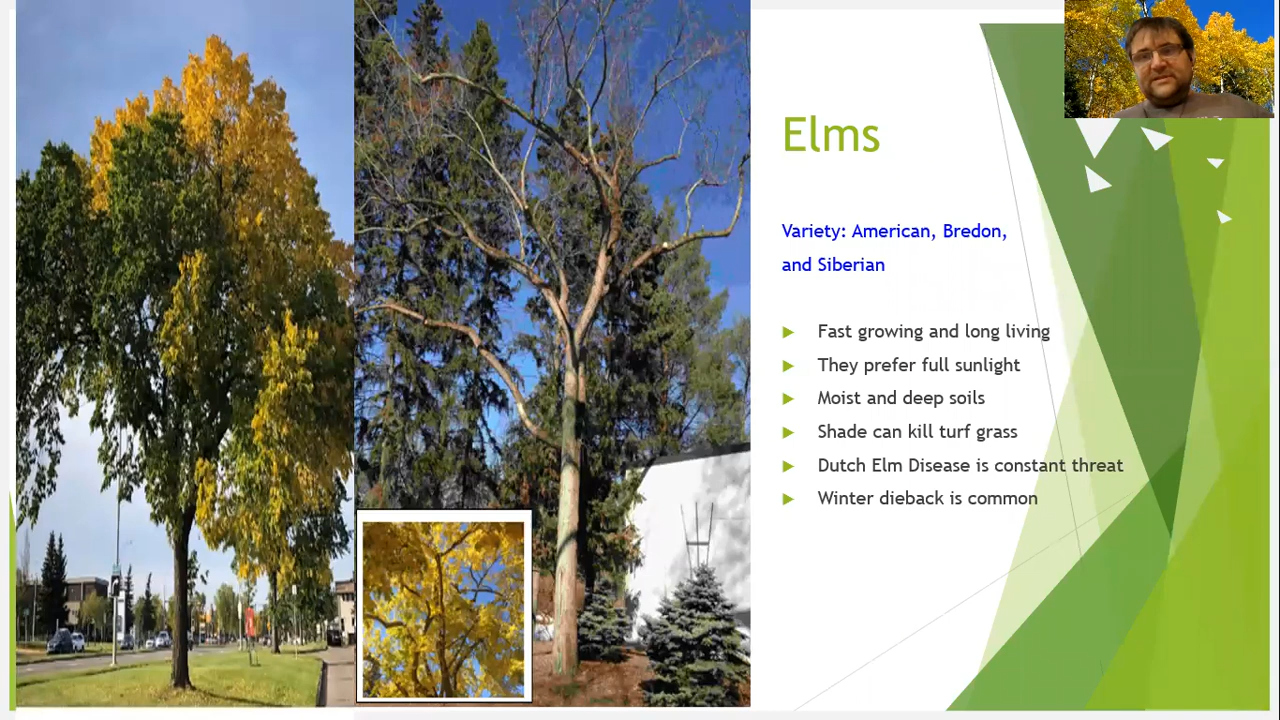 Elms
Variety: American, Bredon,
and Siberian
Fast growing and long living
They prefer full sunlight
Moist and deep soils
Shade can kill turf grass
Dutch Elm Disease is constant threat
Winter dieback is common